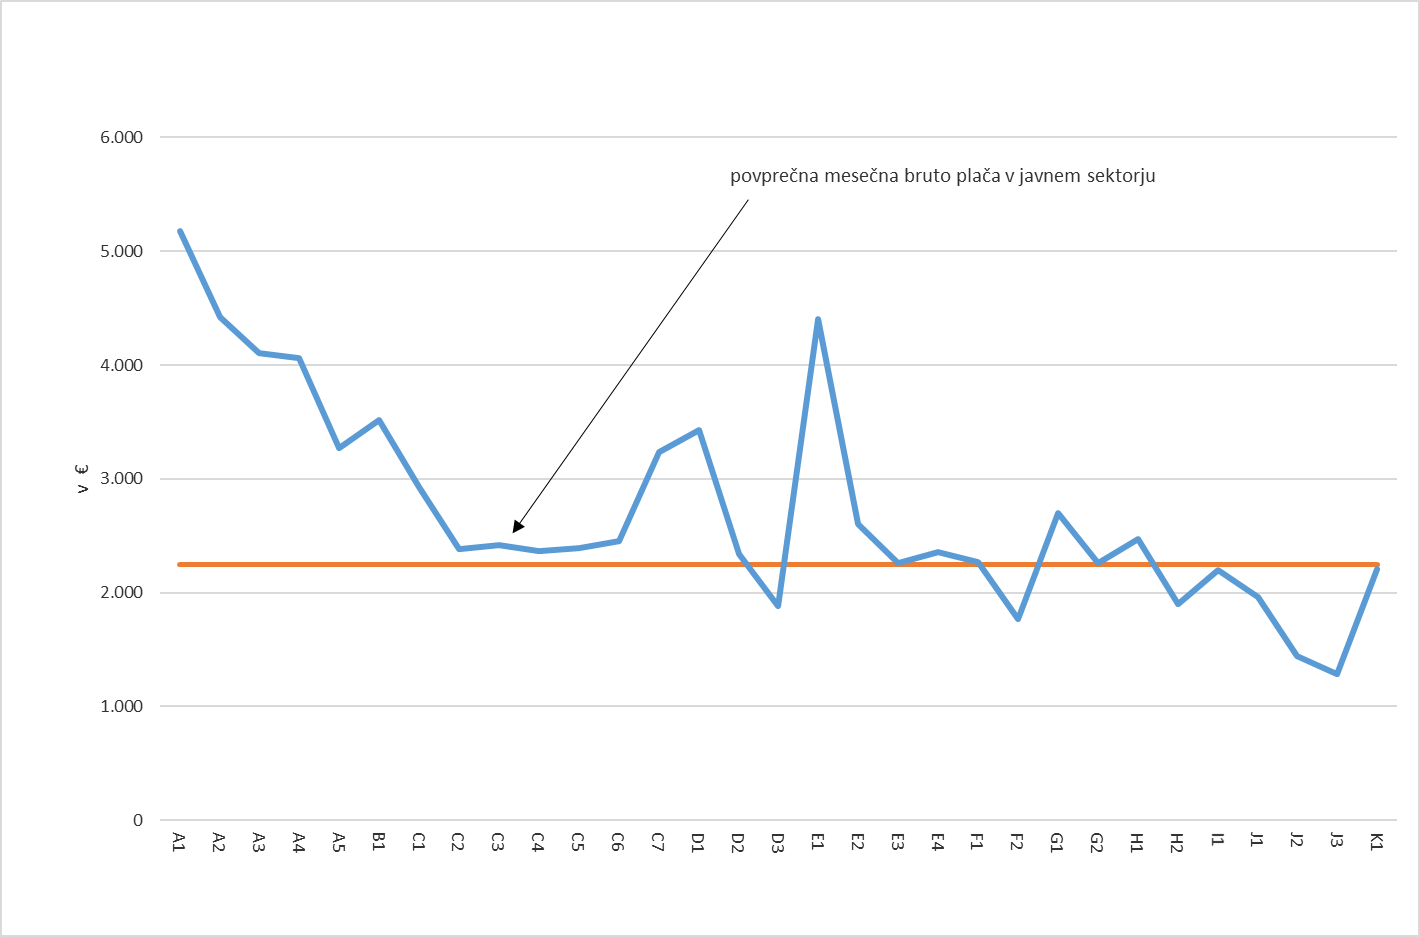 6.000
povprečna mesečna bruto plača v javnem sektorju
5.000
4.000
v €
3.000
2.000
1.000
0
A1 A2 A3 A4 A5 B1 C1 C2 C3 C4 C5 C6 C7 D1 D2 D3 E1 E2 E3 E4 F1 F2 G1 G2 H1 H2 I1 J1 J2 J3 K1